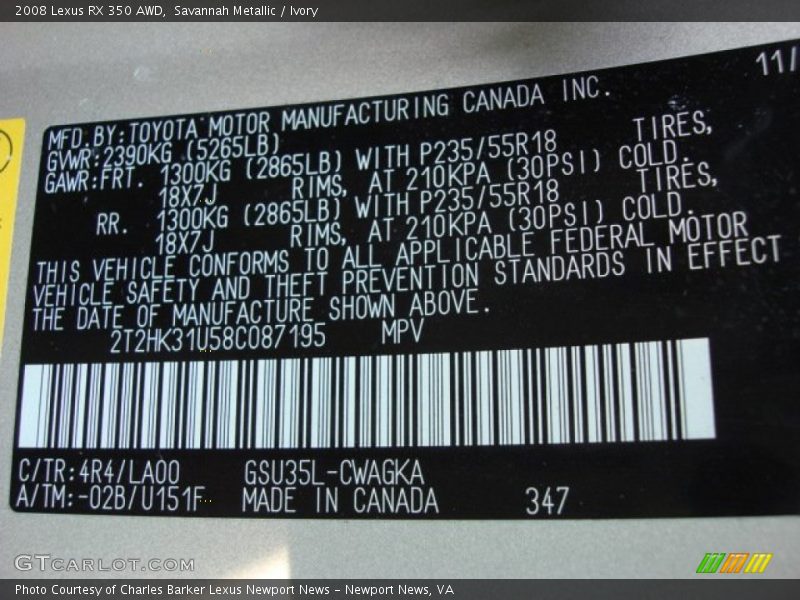 2008 Lexus RX 350 AWD, Savannah Metallic / Ivory
11/
MFD.BY:TOYOTA MOTOR MANUFACTURING CANADA INC.
GVWR:2390KG (5265LB)
GAWR:FRT. 1300KG (2865LB) WITH P235/55R18 TIRES,
18X7J RIMS, AT 210KPA (30PSI) COLD.
RR. 1300KG (2865LB) WITH P235/55R18 TIRES,
18X7J RIMS, AT 210KPA (30PSI) COLD.
THIS VEHICLE CONFORMS TO ALL APPLICABLE FEDERAL MOTOR
VEHICLE SAFETY AND THEFT PREVENTION STANDARDS IN EFFECT
THE DATE OF MANUFACTURE SHOWN ABOVE.
2T2HK31U58C087195 MPV
C/TR:4R4/LA00 GSU35L-CWAGKA
A/TM:-02B/U151F MADE IN CANADA 347
GTCARLOT.COM
Photo Courtesy of Charles Barker Lexus Newport News - Newport News, VA